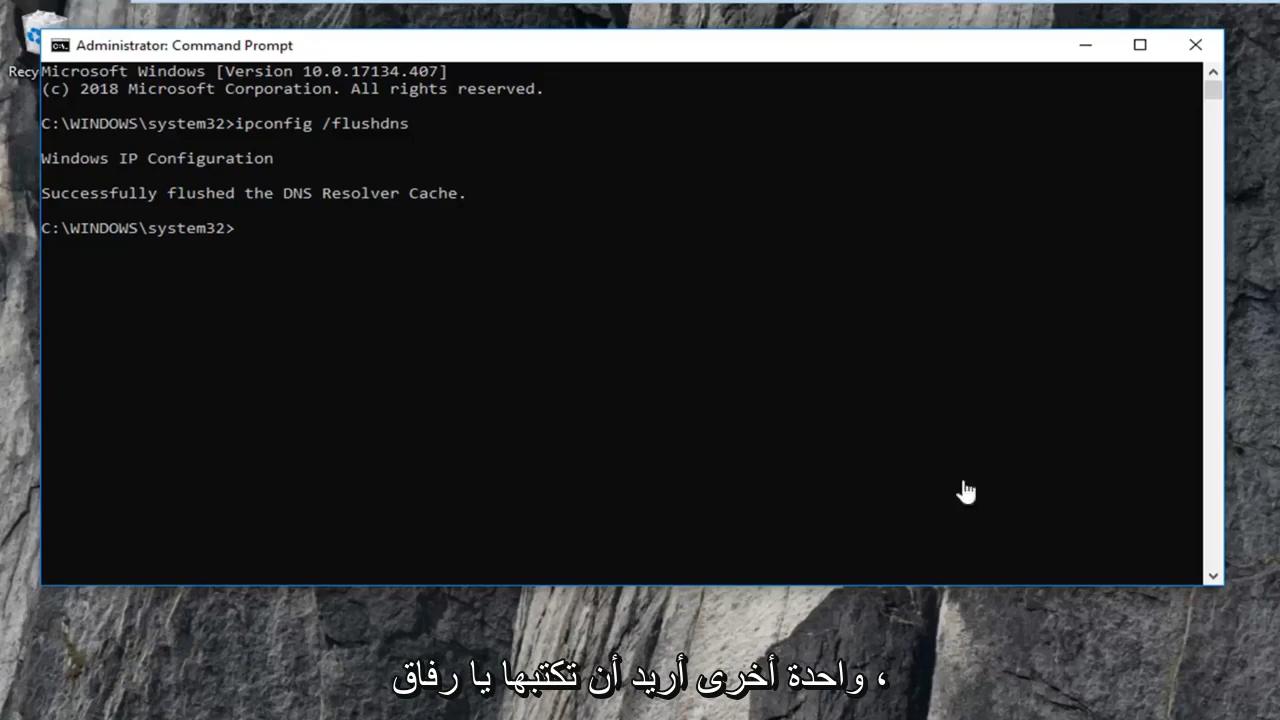 Administrator: Command Prompt
Recy
Microsoft Windows [Version 10.0.17134.407]
(c) 2018 Microsoft Corporation. All rights reserved.
C:\WINDOWS\system32>ipconfig /flushdns
Windows IP Configuration
Successfully flushed the DNS Resolver Cache.
C:\WINDOWS\system32>
، واحدة أخرى أريد أن تكتبها يا رفاق